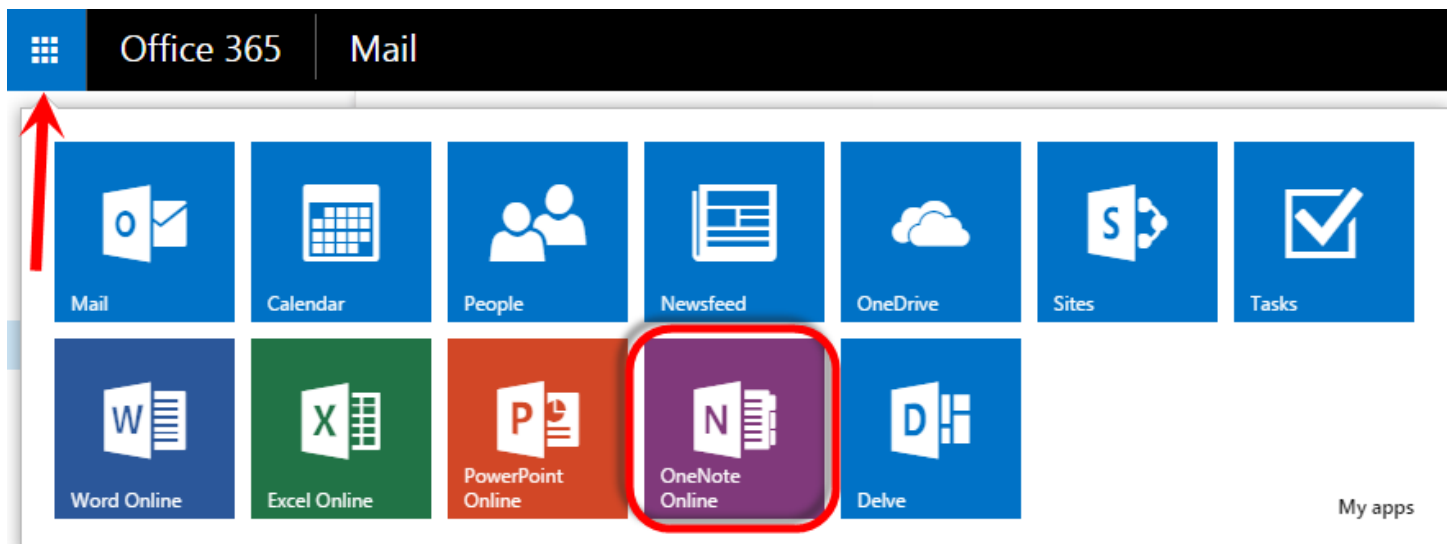 Office 365 Mail
O
S
Mail Calendar People Newsfeed OneDrive Sites Tasks
W X P N D
PowerPoint OneNote
Word Online Excel Online Online Online Delve
My apps